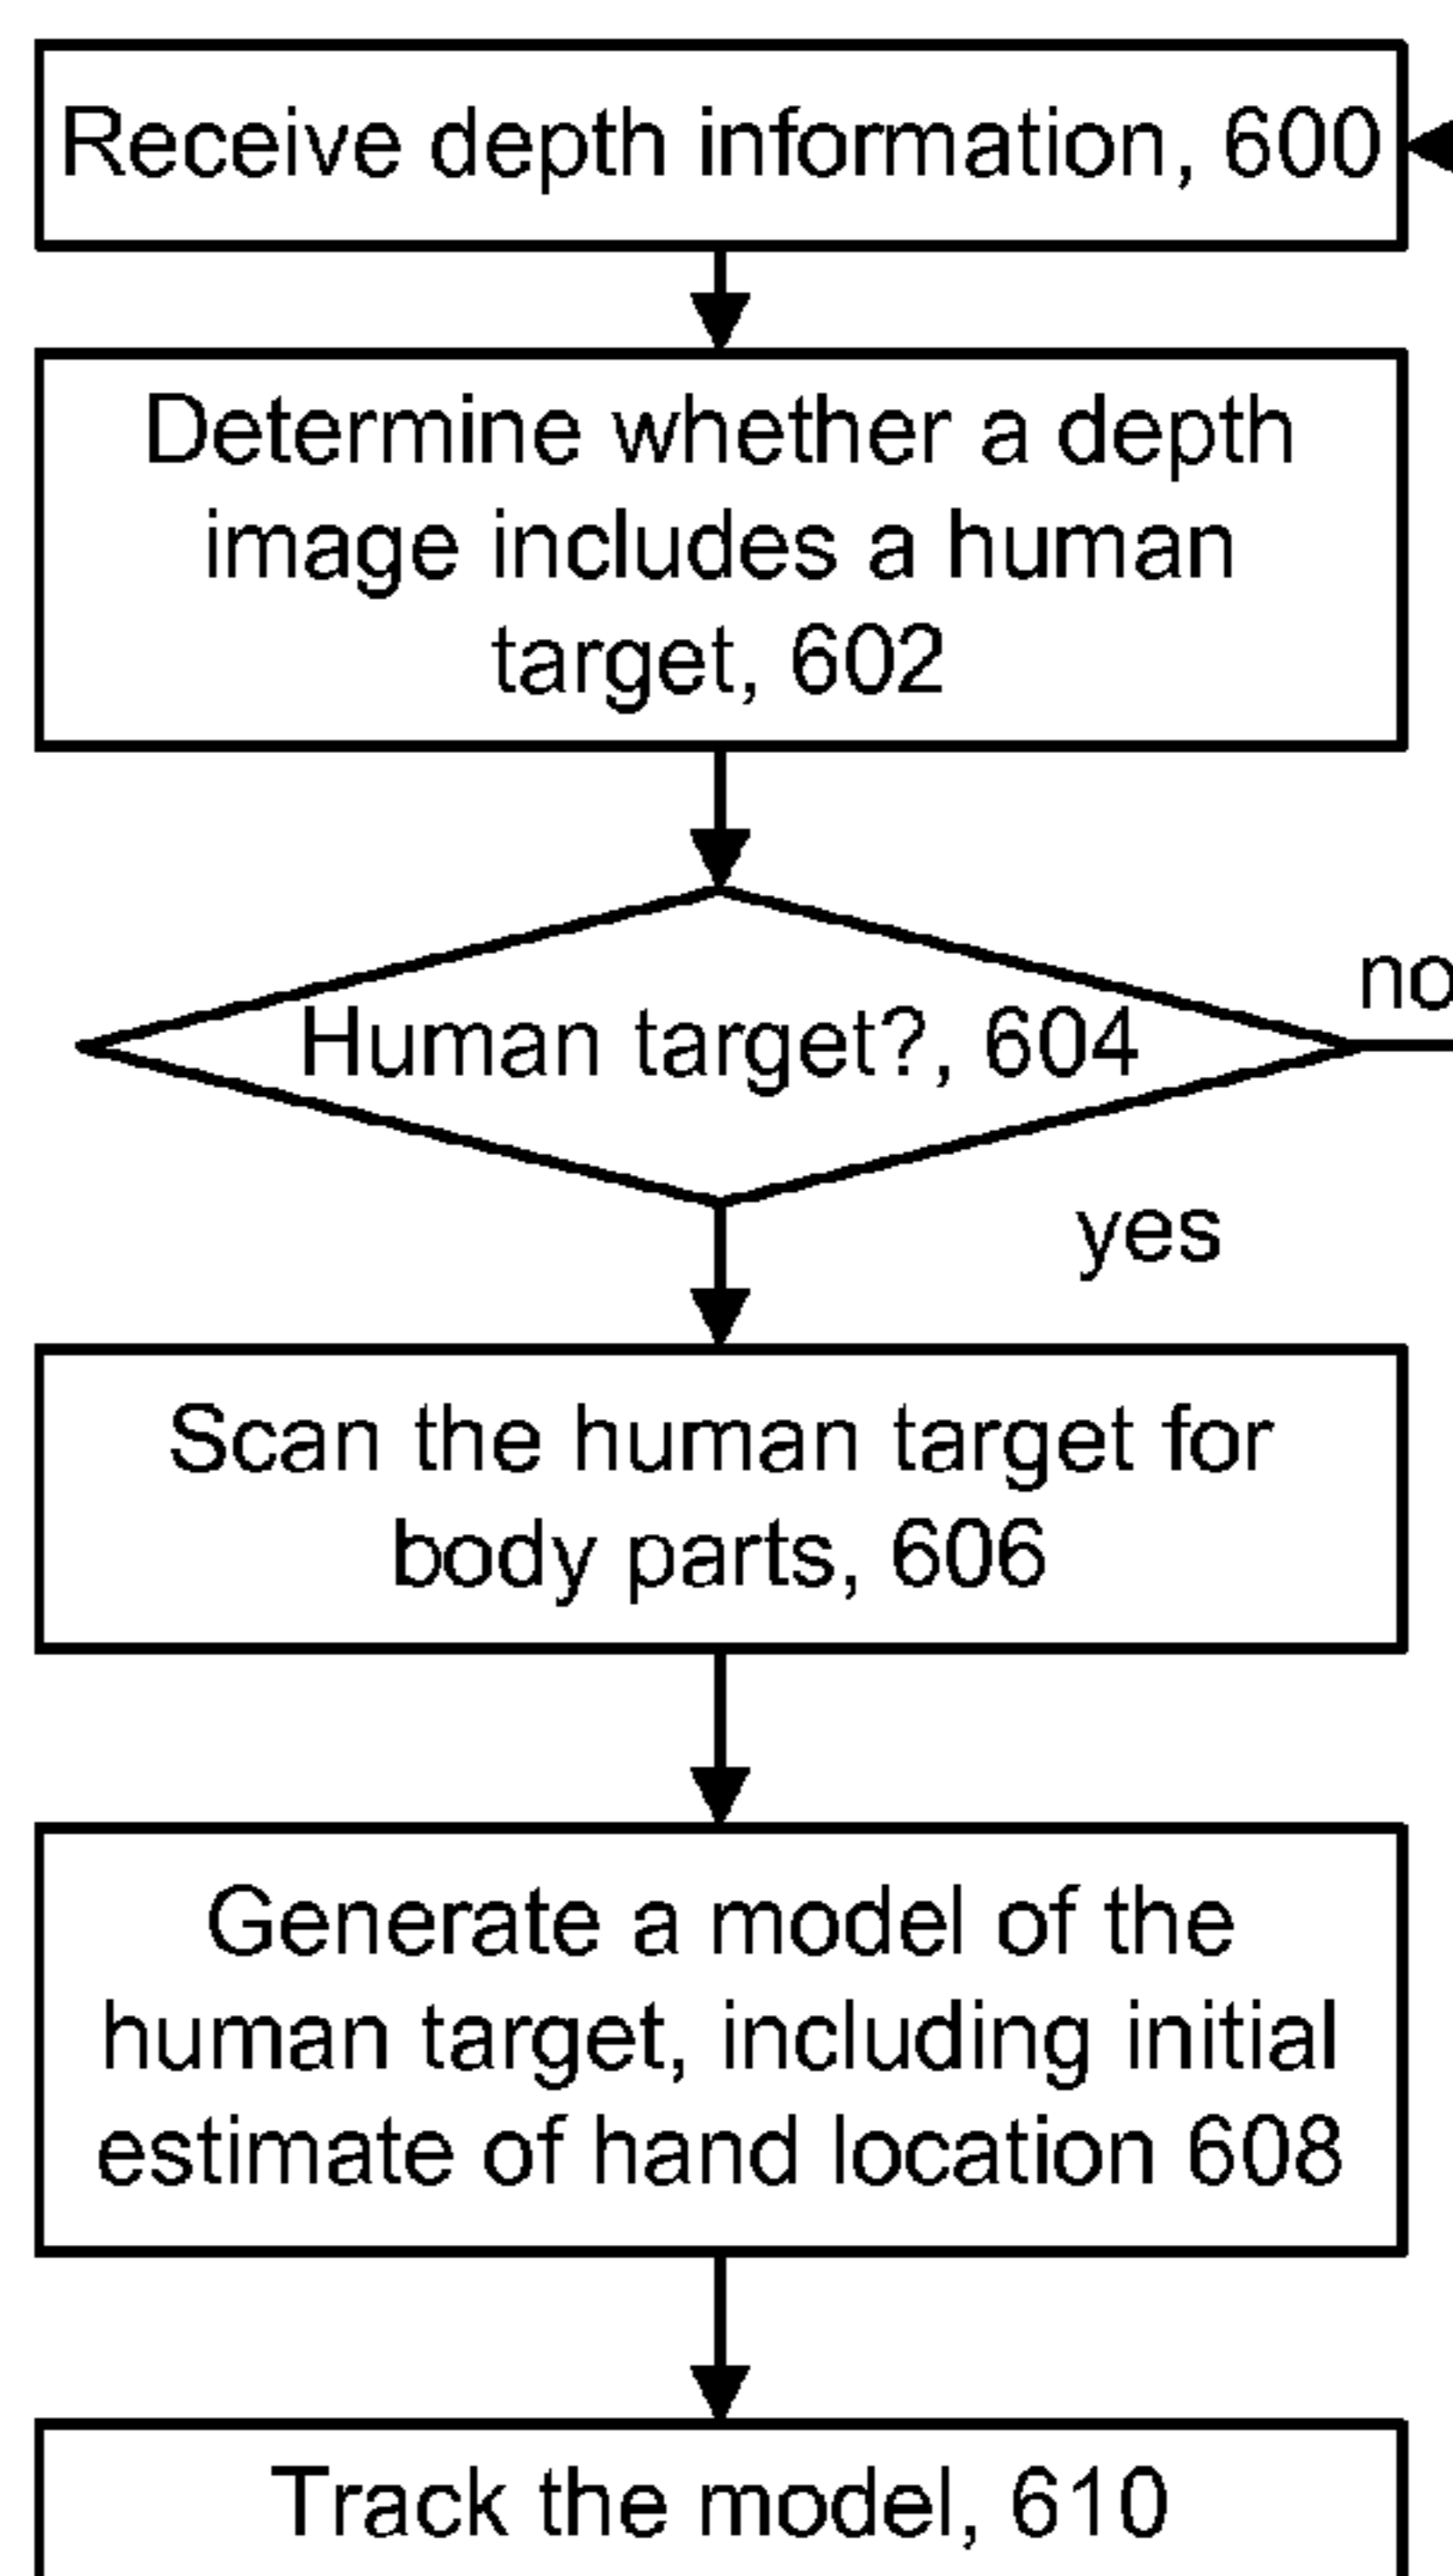 Receive depth information, 600
Determine whether a depth
image includes a human
target, 602
Human target?, 604
no
yes
Scan the human target for
body parts, 606
Generate a model of the
human target, including initial
estimate of hand location 608
Track the model, 610